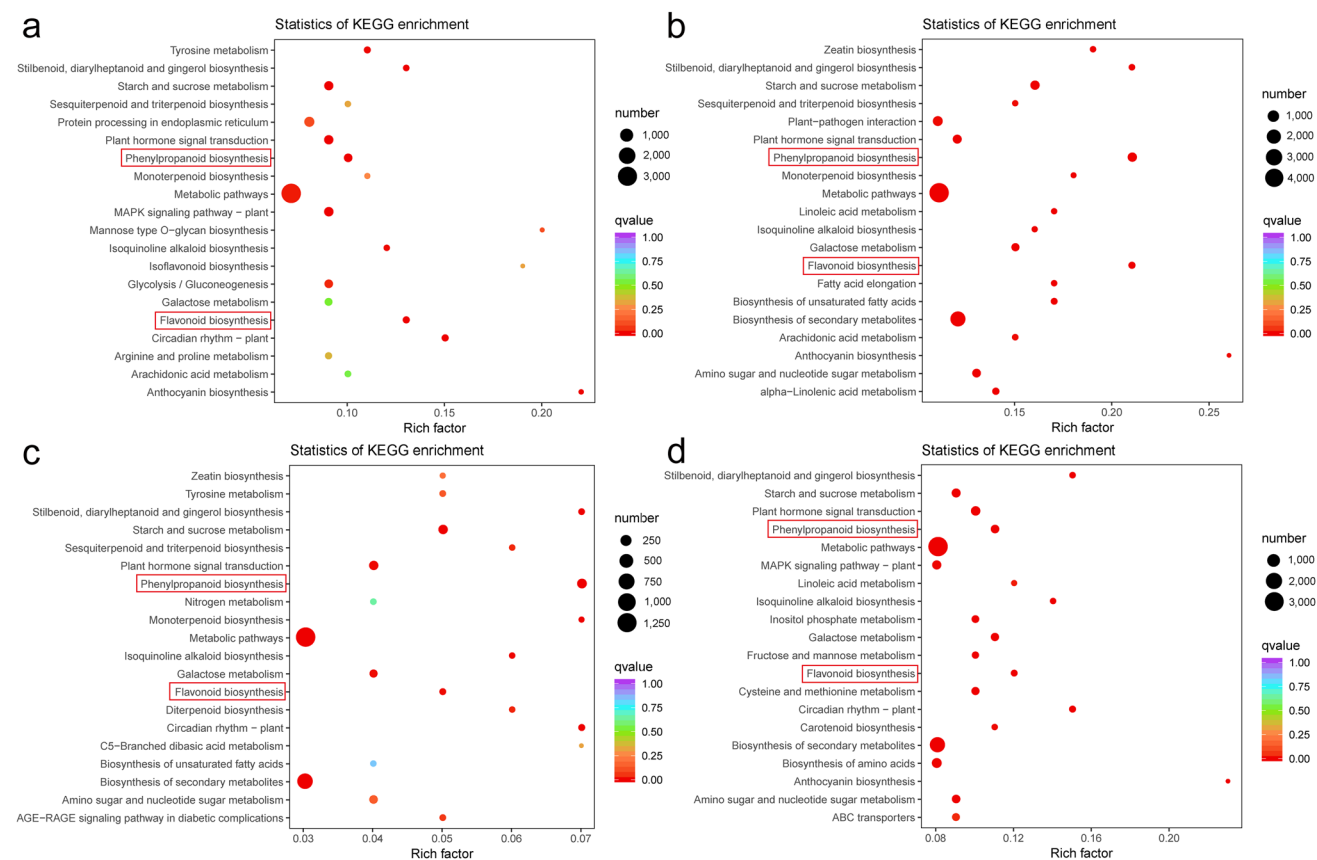 a
Statistics of KEGG enrichment
Tyrosine metabolism
Stilbenoid, diarylheptanoid and gingerol biosynthesis
Starch and sucrose metabolism
Sesquiterpenoid and triterpenoid biosynthesis
Protein processing in endoplasmic reticulum
Plant hormone signal transduction
Phenylpropanoid biosynthesis
Monoterpenoid biosynthesis
Metabolic pathways
MAPK signaling pathway − plant
Mannose type O−glycan biosynthesis
Isoquinoline alkaloid biosynthesis
Isoflavonoid biosynthesis
Glycolysis / Gluconeogenesis
Galactose metabolism
Flavonoid biosynthesis
Circadian rhythm − plant
Arginine and proline metabolism
Arachidonic acid metabolism
Anthocyanin biosynthesis
0.10 0.15 0.20
Rich factor
number
1,000
2,000
3,000
qvalue
1.00
0.75
0.50
0.25
0.00
b
Statistics of KEGG enrichment
Zeatin biosynthesis
Stilbenoid, diarylheptanoid and gingerol biosynthesis
Starch and sucrose metabolism
Sesquiterpenoid and triterpenoid biosynthesis
Plant−pathogen interaction
Plant hormone signal transduction
Phenylpropanoid biosynthesis
Monoterpenoid biosynthesis
Metabolic pathways
Linoleic acid metabolism
Isoquinoline alkaloid biosynthesis
Galactose metabolism
Flavonoid biosynthesis
Fatty acid elongation
Biosynthesis of unsaturated fatty acids
Biosynthesis of secondary metabolites
Arachidonic acid metabolism
Anthocyanin biosynthesis
Amino sugar and nucleotide sugar metabolism
alpha−Linolenic acid metabolism
0.15 0.20 0.25
Rich factor
number
1,000
2,000
3,000
4,000
qvalue
1.00
0.75
0.50
0.25
0.00
c
Statistics of KEGG enrichment
Zeatin biosynthesis
Tyrosine metabolism
Stilbenoid, diarylheptanoid and gingerol biosynthesis
Starch and sucrose metabolism
Sesquiterpenoid and triterpenoid biosynthesis
Plant hormone signal transduction
Phenylpropanoid biosynthesis
Nitrogen metabolism
Monoterpenoid biosynthesis
Metabolic pathways
Isoquinoline alkaloid biosynthesis
Galactose metabolism
Flavonoid biosynthesis
Diterpenoid biosynthesis
Circadian rhythm − plant
C5−Branched dibasic acid metabolism
Biosynthesis of unsaturated fatty acids
Biosynthesis of secondary metabolites
Amino sugar and nucleotide sugar metabolism
AGE−RAGE signaling pathway in diabetic complications
0.03 0.04 0.05 0.06 0.07
Rich factor
number
250
500
750
1,000
1,250
qvalue
1.00
0.75
0.50
0.25
0.00
d
Statistics of KEGG enrichment
Stilbenoid, diarylheptanoid and gingerol biosynthesis
Starch and sucrose metabolism
Plant hormone signal transduction
Phenylpropanoid biosynthesis
Metabolic pathways
MAPK signaling pathway − plant
Linoleic acid metabolism
Isoquinoline alkaloid biosynthesis
Inositol phosphate metabolism
Galactose metabolism
Fructose and mannose metabolism
Flavonoid biosynthesis
Cysteine and methionine metabolism
Circadian rhythm − plant
Carotenoid biosynthesis
Biosynthesis of secondary metabolites
Biosynthesis of amino acids
Anthocyanin biosynthesis
Amino sugar and nucleotide sugar metabolism
ABC transporters
0.08 0.12 0.16 0.20
Rich factor
number
1,000
2,000
3,000
qvalue
1.00
0.75
0.50
0.25
0.00